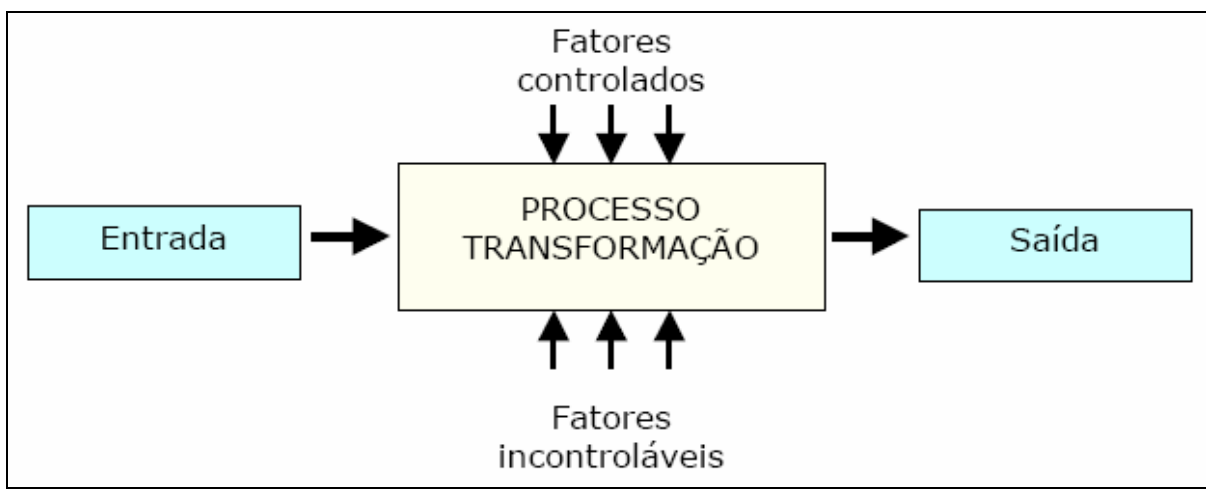 Fatores
controlados
Entrada
PROCESSO
TRANSFORMAÇÃO
Saída
Fatores
incontroláveis